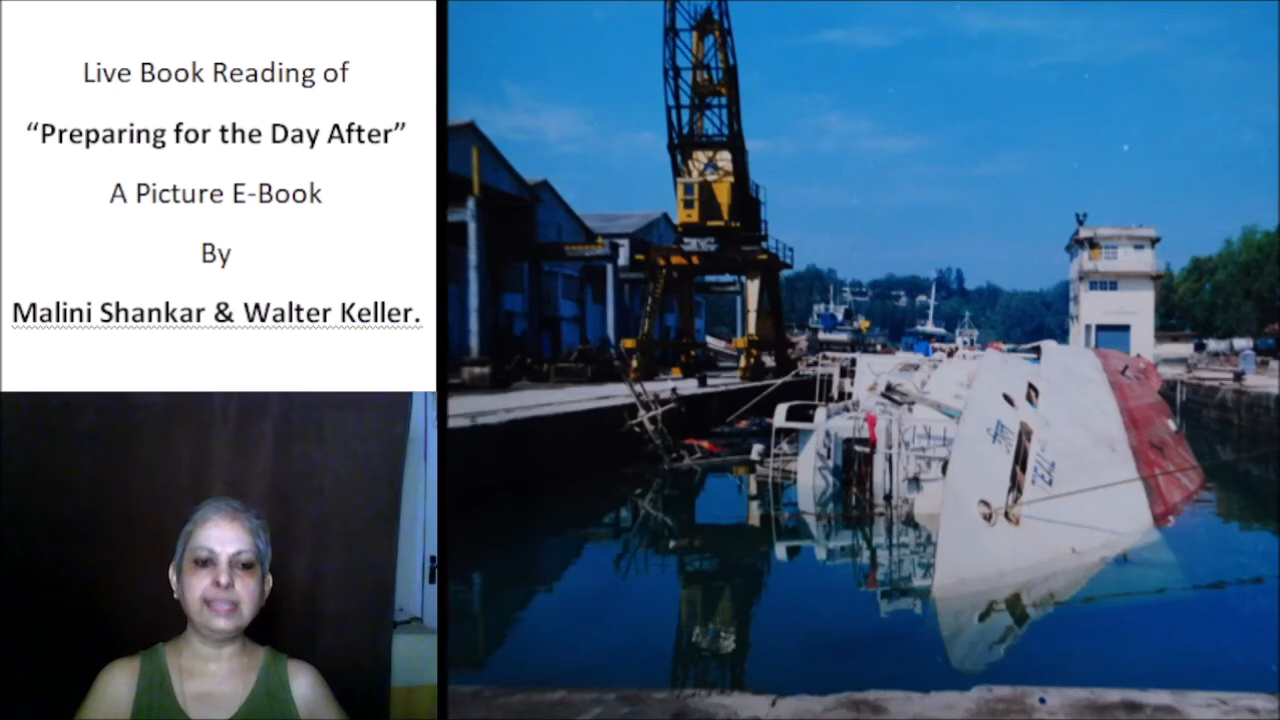 Live Book Reading of
“Preparing for the Day After”
A Picture E-Book
By
Malini Shankar & Walter Keller.